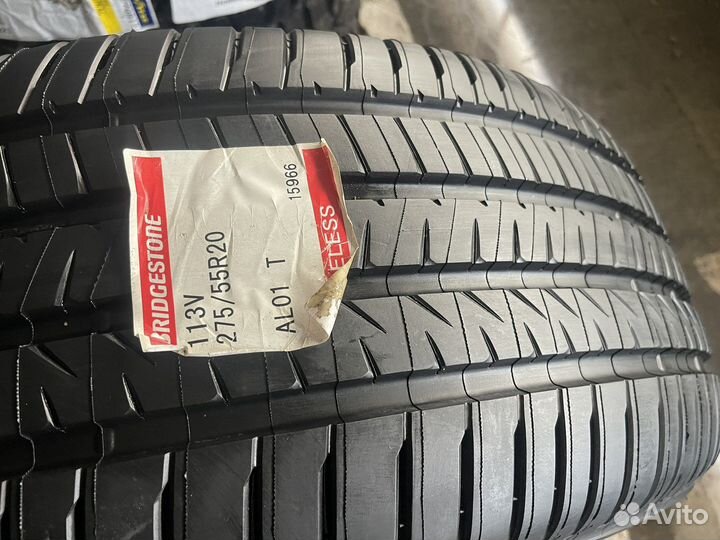 BRIDGESTONE
113V
275/55R20
AL01 T
15966
ELESS
Avito